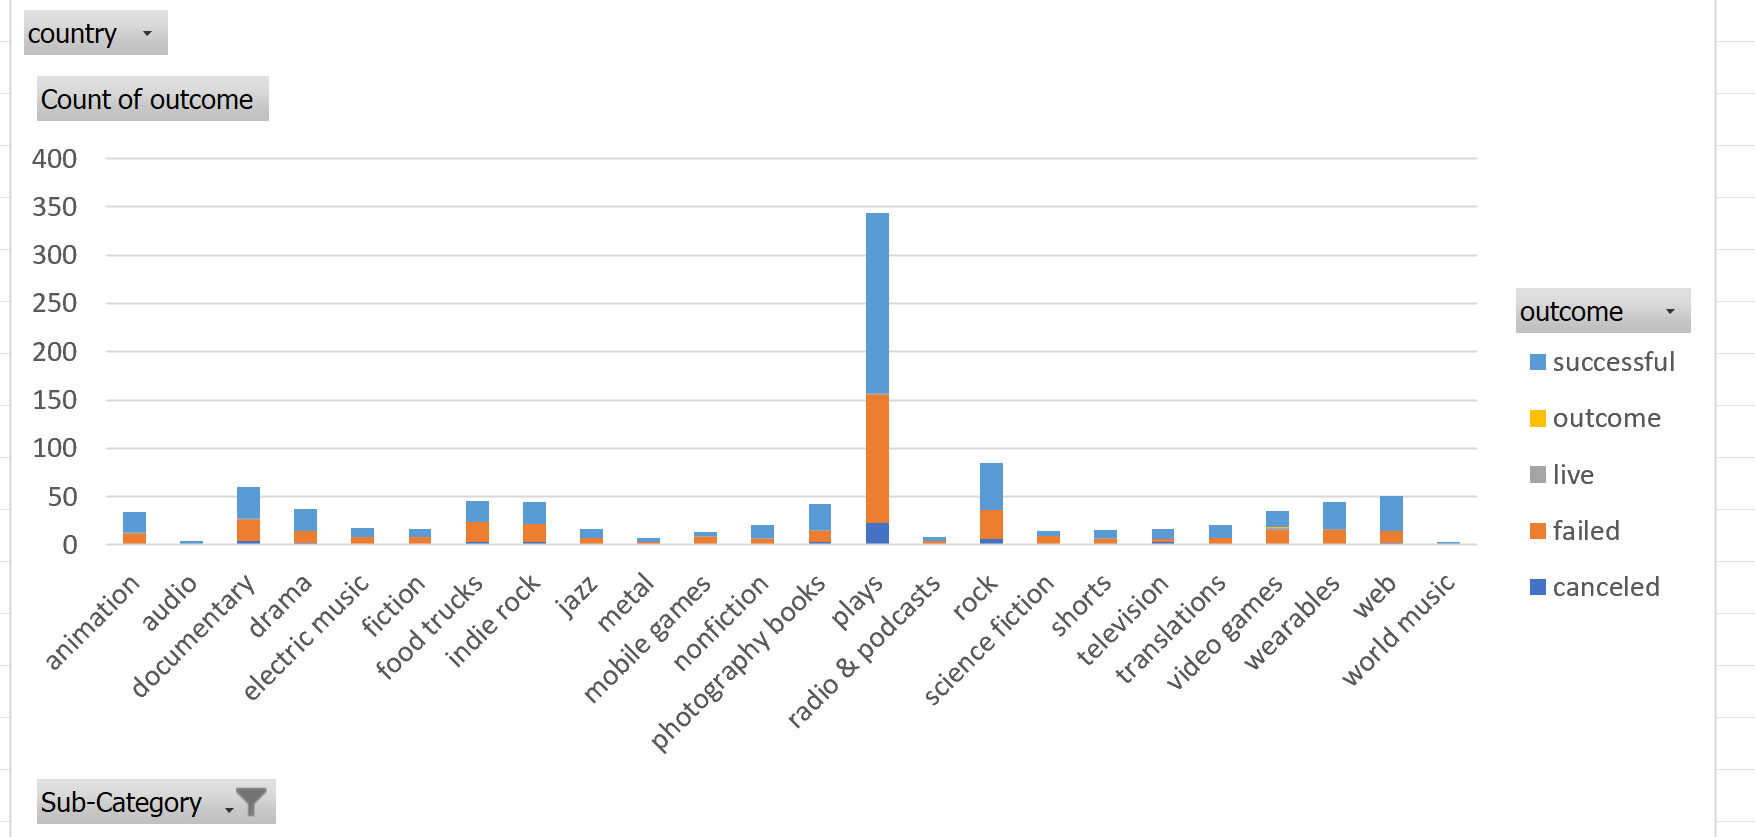 country
Count of outcome
400
350
300
250
200
150
100
50
0
animation
audio
documentary
drama
electric music
fiction
food trucks
indie rock
jazz
metal
mobile games
nonfiction
photography books
plays
radio & podcasts
rock
science fiction
shorts
television
translations
video games
wearables
web
world music
outcome
successful
outcome
live
failed
canceled
Sub-Category